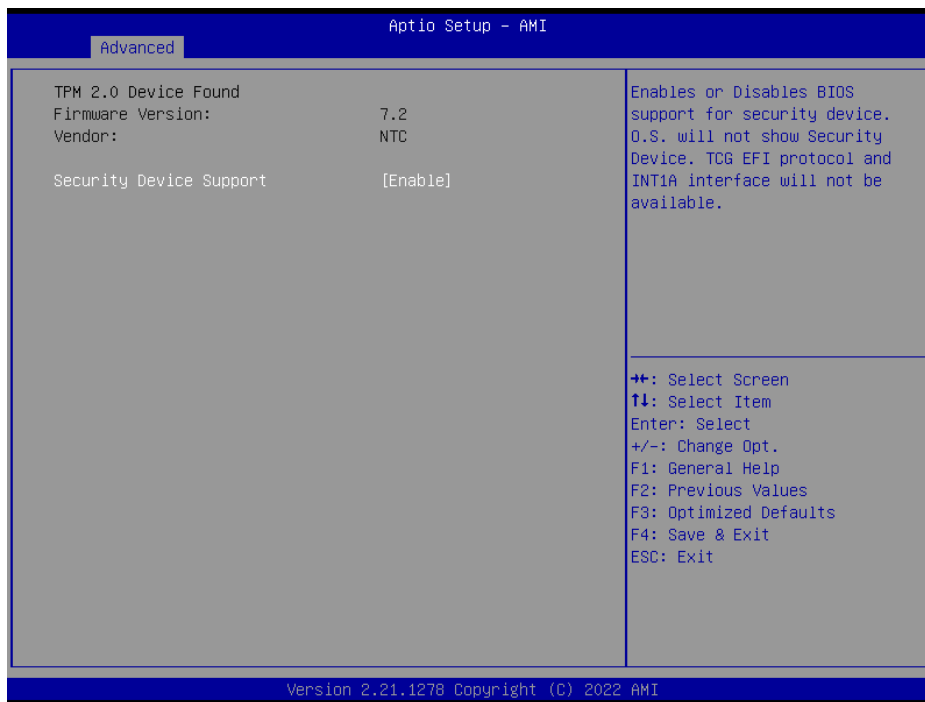 Aptio Setup – AMI
Advanced
TPM 2.0 Device Found
Firmware Version: 7.2
Vendor: NTC
Security Device Support [Enable]
Enables or Disables BIOS
support for security device.
O.S. will not show Security
Device. TCG EFI protocol and
INT1A interface will not be
available.
→←: Select Screen
↑↓: Select Item
Enter: Select
+/-: Change Opt.
F1: General Help
F2: Previous Values
F3: Optimized Defaults
F4: Save & Exit
ESC: Exit
Version 2.21.1278 Copyright (C) 2022 AMI